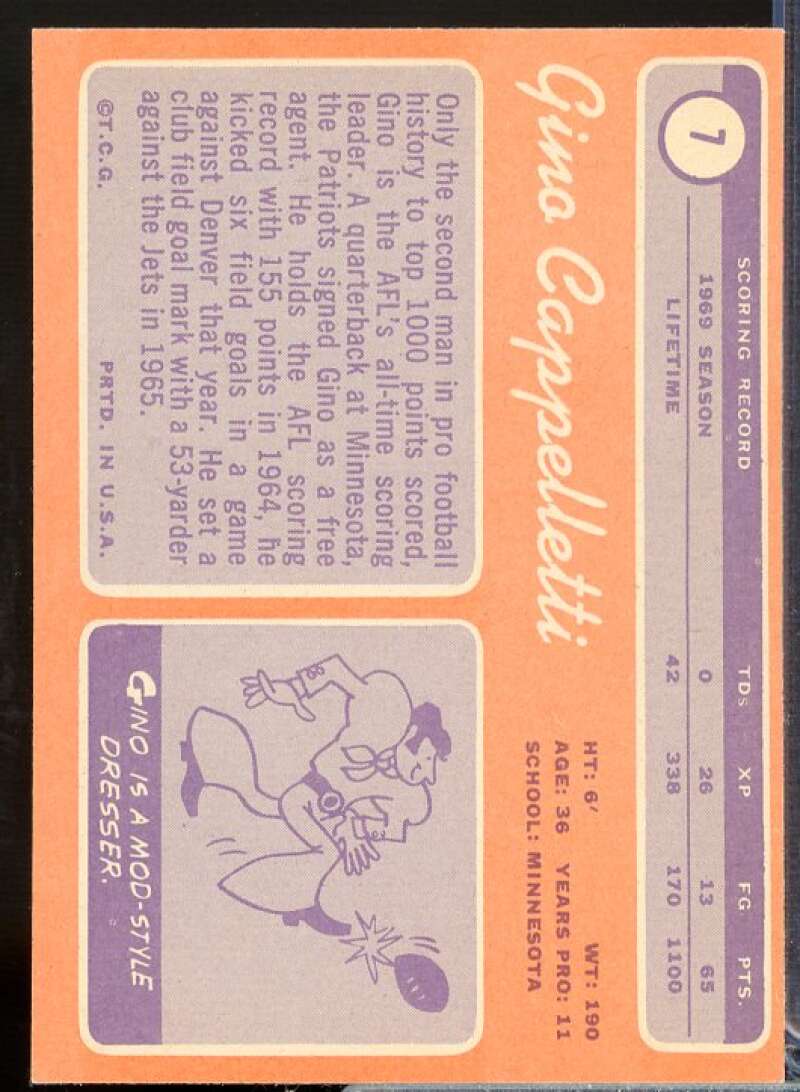 7
SCORING RECORD TDs XP FG PTS.
1969 SEASON 0 26 13 65
LIFETIME 42 338 170 1100
Gino Cappelletti
HT: 6' WT: 190
AGE: 36 YEARS PRO: 11
SCHOOL: MINNESOTA
Only the second man in pro football
history to top 1000 points scored,
Gino is the AFL's all-time scoring
leader. A quarterback at Minnesota,
the Patriots signed Gino as a free
agent. He holds the AFL scoring
record with 155 points in 1964, he
kicked six field goals in a game
against Denver that year. He set a
club field goal mark with a 53-yarder
against the Jets in 1965.
©T.C.G. PRTD. IN U.S.A.
GINO IS A MOD-STYLE
DRESSER.